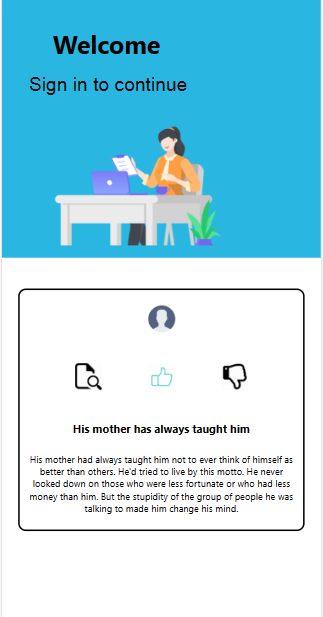 Welcome
Sign in to continue
His mother has always taught him
His mother had always taught him not to ever think of himself as
better than others. He'd tried to live by this motto. He never
looked down on those who were less fortunate or who had less
money than him. But the stupidity of the group of people he was
talking to made him change his mind.